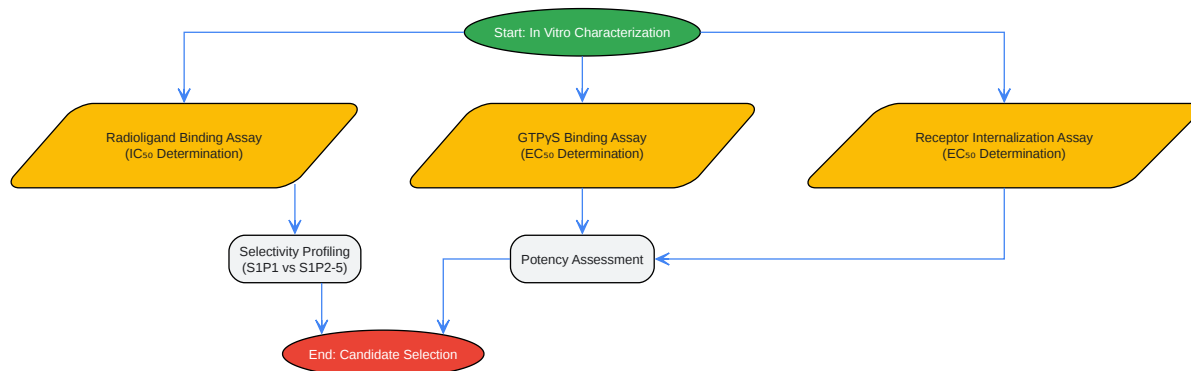 Start: In Vitro Characterization
Radioligand Binding Assay
(IC₅₀ Determination)
GTPγS Binding Assay
(EC₅₀ Determination)
Receptor Internalization Assay
(EC₅₀ Determination)
Selectivity Profiling
(S1P1 vs S1P2-5)
Potency Assessment
End: Candidate Selection